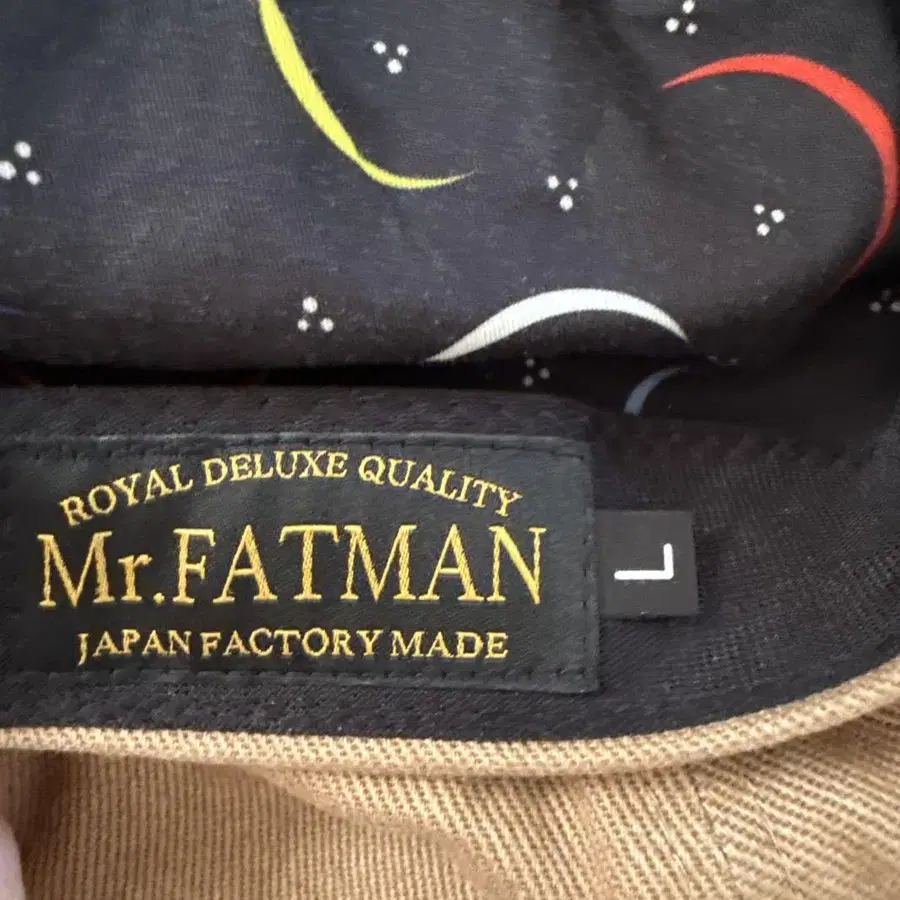 ROYAL DELUXE QUALITY
Mr.FATMAN
JAPAN FACTORY MADE
L